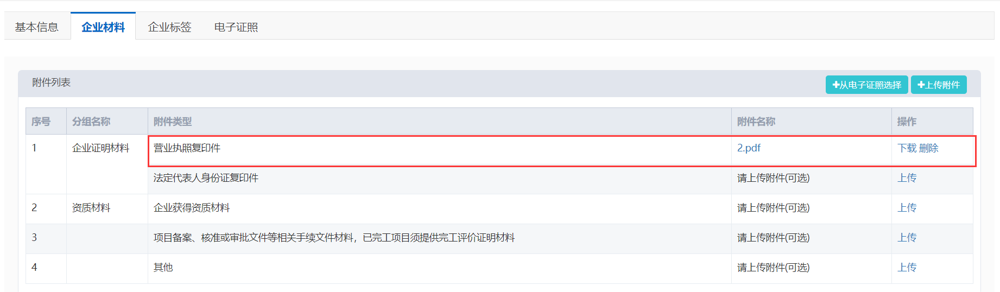 基本信息 企业材料 企业标签 电子证照
附件列表 +从电子证照选择 +上传附件
序号 分组名称 附件类型 附件名称 操作
1 企业证明材料 营业执照复印件 2.pdf 下载 删除
法定代表人身份证复印件 请上传附件(可选) 上传
2 资质材料 企业获得资质材料 请上传附件(可选) 上传
3 项目备案、核准或审批文件等相关手续文件材料，已完工项目须提供完工评价证明材料 请上传附件(可选) 上传
4 其他 请上传附件(可选) 上传